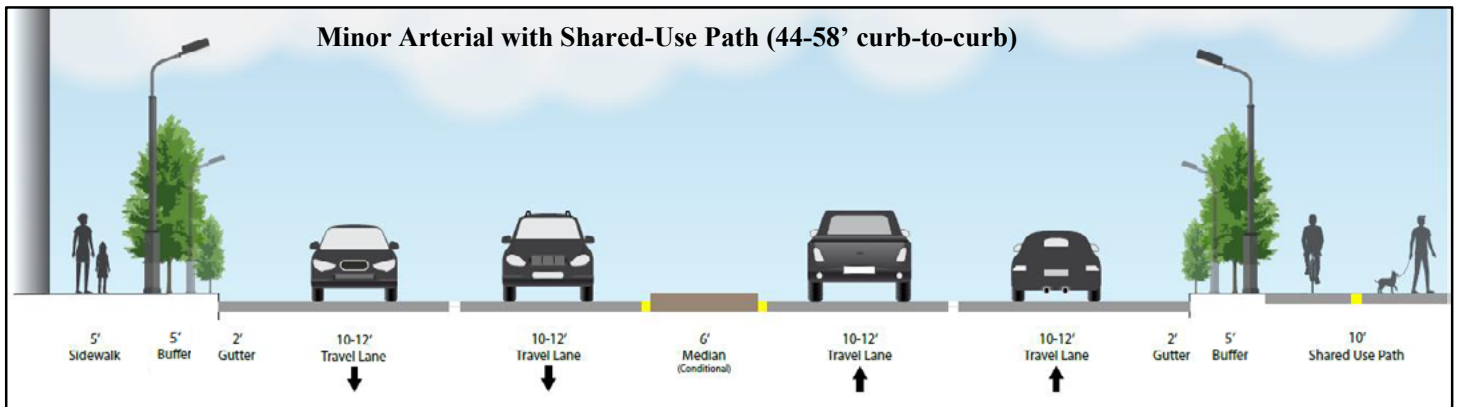 Minor Arterial with Shared-Use Path (44-58’ curb-to-curb)
5’
Sidewalk
5’
Buffer
2’
Gutter
10-12’
Travel Lane
10-12’
Travel Lane
6’
Median
(Conditional)
10-12’
Travel Lane
10-12’
Travel Lane
2’
Gutter
5’
Buffer
10’
Shared Use Path